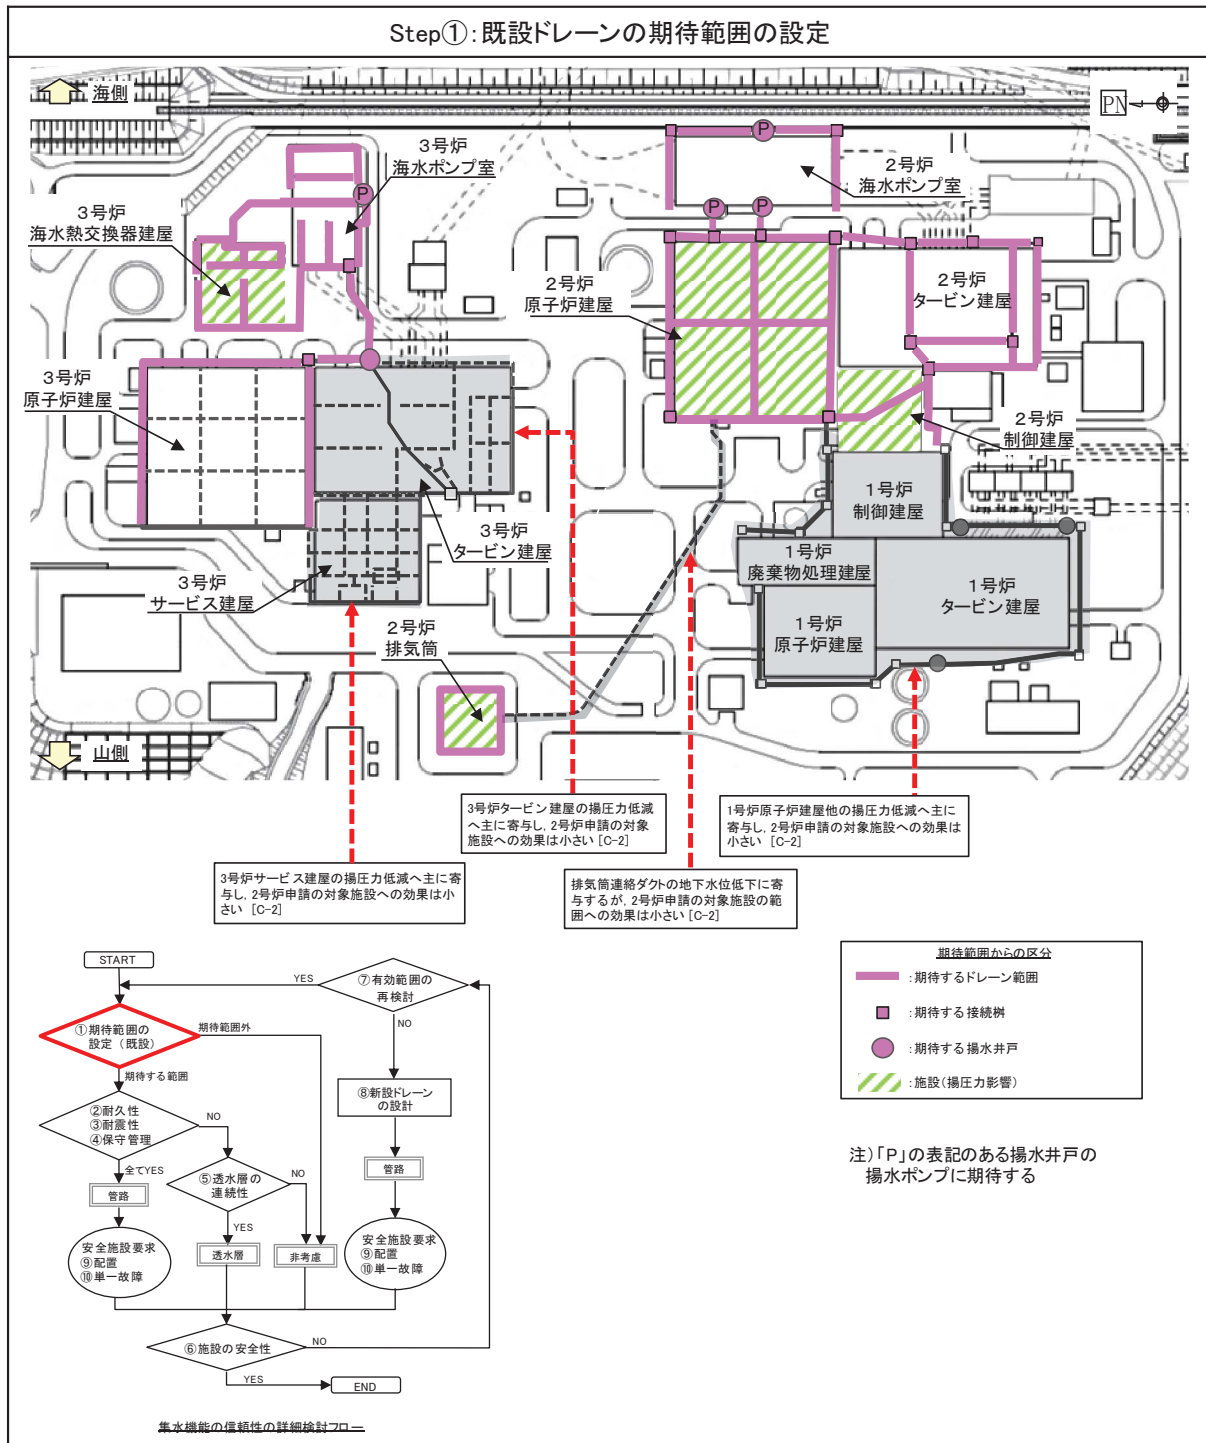 Step①:既設ドレーンの期待範囲の設定
海側
PN
3号炉
海水ポンプ室
2号炉
海水ポンプ室
3号炉
海水熱交換器建屋
P
P
P
P
2号炉
原子炉建屋
2号炉
タービン建屋
3号炉
原子炉建屋
2号炉
制御建屋
1号炉
制御建屋
3号炉
タービン建屋
1号炉
廃棄物処理建屋
1号炉
タービン建屋
3号炉
サービス建屋
1号炉
原子炉建屋
2号炉
排気筒
山側
3号炉タービン建屋の揚圧力低減
へ主に寄与し,2号炉申請の対象
施設への効果は小さい [C-2]
1号炉原子炉建屋他の揚圧力低減へ主に
寄与し,2号炉申請の対象施設への効果は
小さい [C-2]
3号炉サービス建屋の揚圧力低減へ主に寄
与し,2号炉申請の対象施設への効果は小
さい [C-2]
排気筒連絡ダクトの地下水位低下に寄
与するが,2号炉申請の対象施設の範
囲への効果は小さい [C-2]
START
YES
⑦有効範囲の
再検討
①期待範囲の
設定（既設）
期待範囲外
NO
期待する範囲
⑧新設ドレーン
の設計
②耐久性
③耐震性
④保守管理
NO
全てYES
管路
⑤透水層の
連続性
NO
管路
YES
安全施設要求
⑨配置
⑩単一故障
透水層
非考慮
安全施設要求
⑨配置
⑩単一故障
⑥施設の安全性
NO
YES
END
集水機能の信頼性の詳細検討フロー
期待範囲からの区分
:期待するドレーン範囲
:期待する接続桝
:期待する揚水井戸
:施設(揚圧力影響)
注)「P」の表記のある揚水井戸の
揚水ポンプに期待する